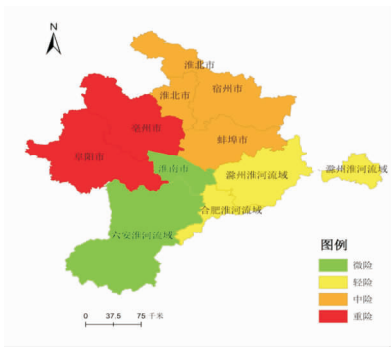 N
淮北市
淮北市
宿州市
亳州市
蚌埠市
阜阳市
淮南市
滁州淮河流域
滁州淮河流域
合肥淮河流域
六安淮河流域
图例
微险
轻险
中险
重险
0 37.5 75 千米